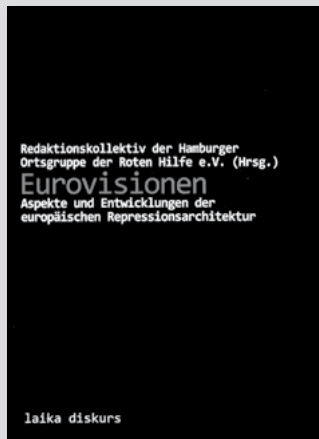 Redaktionskollektiv der Hamburger
Ortsgruppe der Roten Hilfe e.V. (Hrsg.)
Eurovisionen
Aspekte und Entwicklungen der
europäischen Repressionsarchitektur
laika diskurs